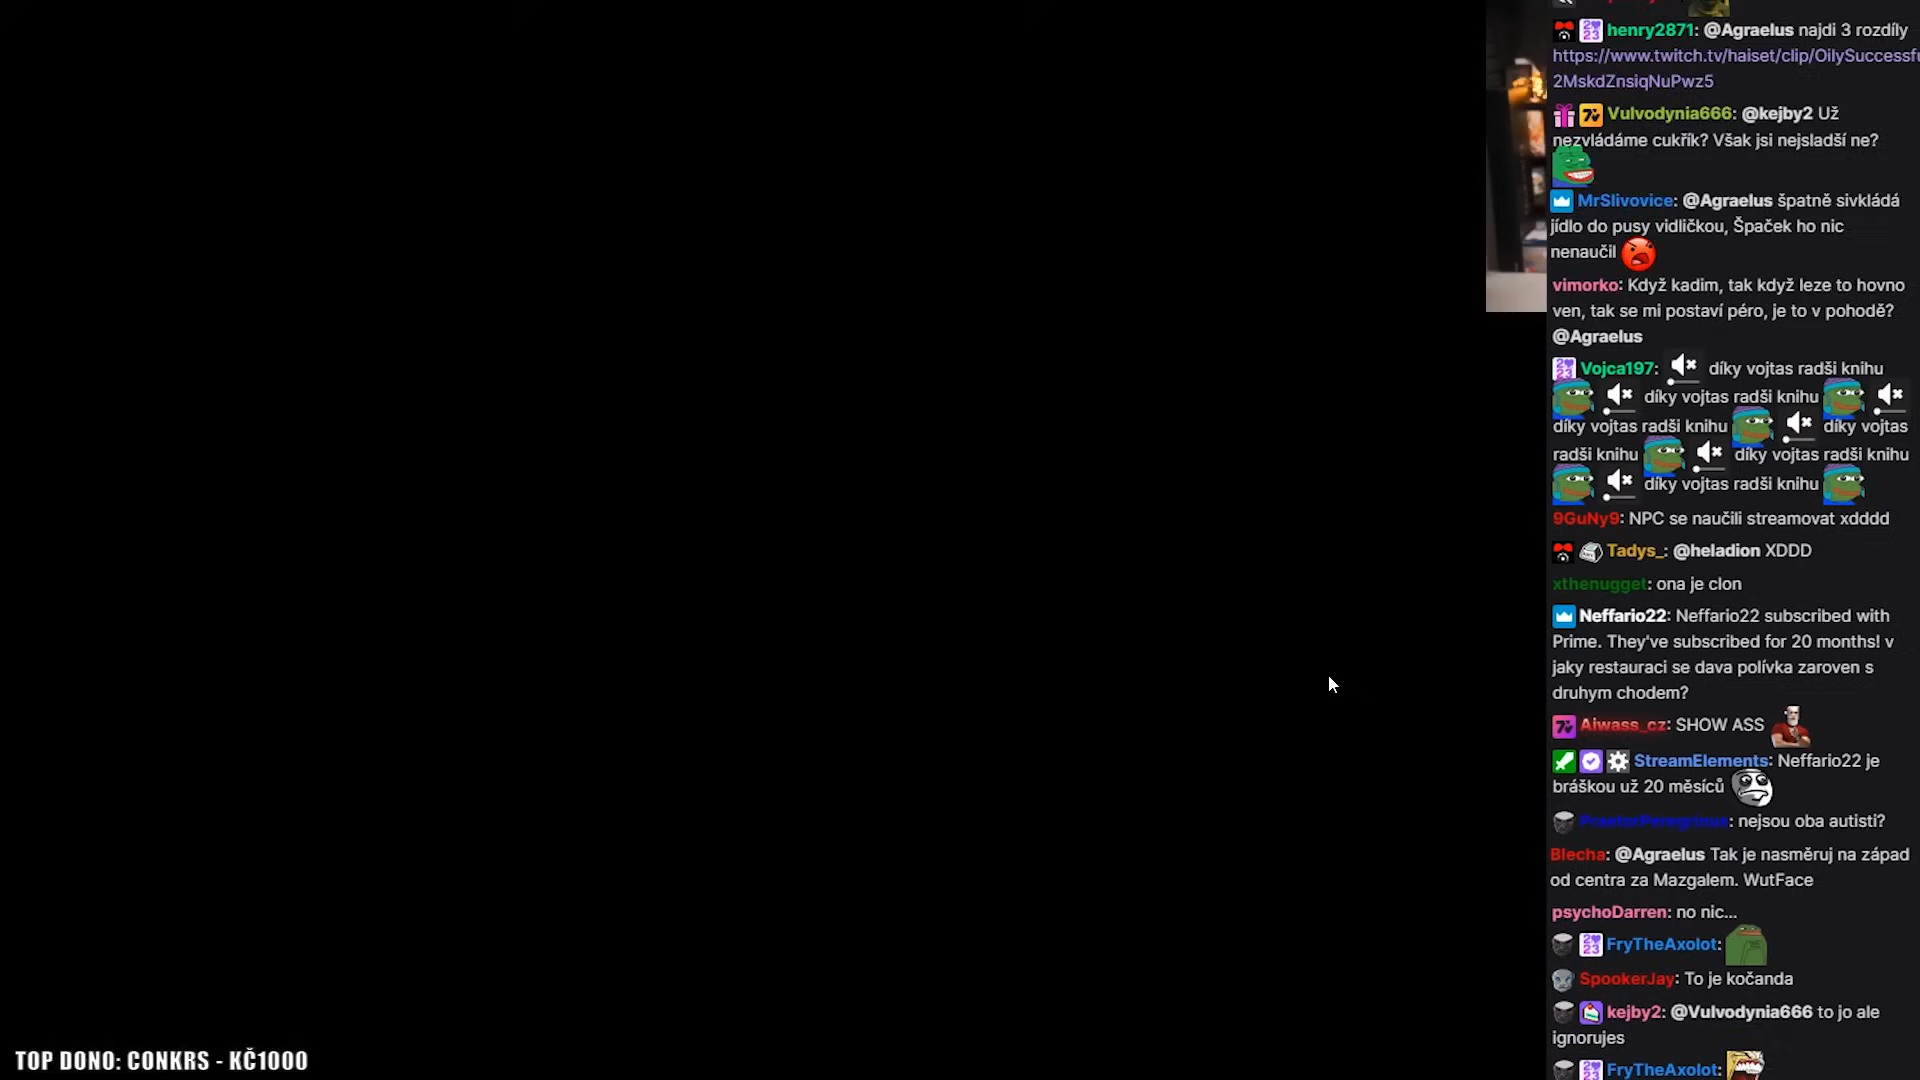 henry2871: @Agraelus najdi 3 rozdíly
https://www.twitch.tv/haiset/clip/OilySuccessfu
2MskdZnsiqNuPwz5
Vulvodynia666: @kejby2 Už
nezvládáme cukřík? Však jsi nejsladší ne?
MrSlivovice: @Agraelus špatně sivkládá
jídlo do pusy vidličkou, Špaček ho nic
nenaučil
vimorko: Když kadim, tak když leze to hovno
ven, tak se mi postaví péro, je to v pohodě?
@Agraelus
Vojca197: díky vojtas radši knihu
díky vojtas radši knihu
díky vojtas radši knihu díky vojtas
radši knihu díky vojtas radši knihu
díky vojtas radši knihu
9GuNy9: NPC se naučili streamovat xdddd
Tadys_: @heladion XDDD
xthenugget: ona je clon
Neffario22: Neffario22 subscribed with
Prime. They've subscribed for 20 months! v
jaky restauraci se dava polívka zaroven s
druhym chodem?
Aiwass_cz: SHOW ASS
StreamElements: Neffario22 je
bráškou už 20 měsíců
PraetorPeregrinus: nejsou oba autisti?
Blecha: @Agraelus Tak je nasměruj na západ
od centra za Mazgalem. WutFace
psychoDarren: no nic...
FryTheAxolot:
SpookerJay: To je kočanda
kejby2: @Vulvodynia666 to jo ale
ignorujes
FryTheAxolot:
TOP DONO: CONKRS - KČ1000